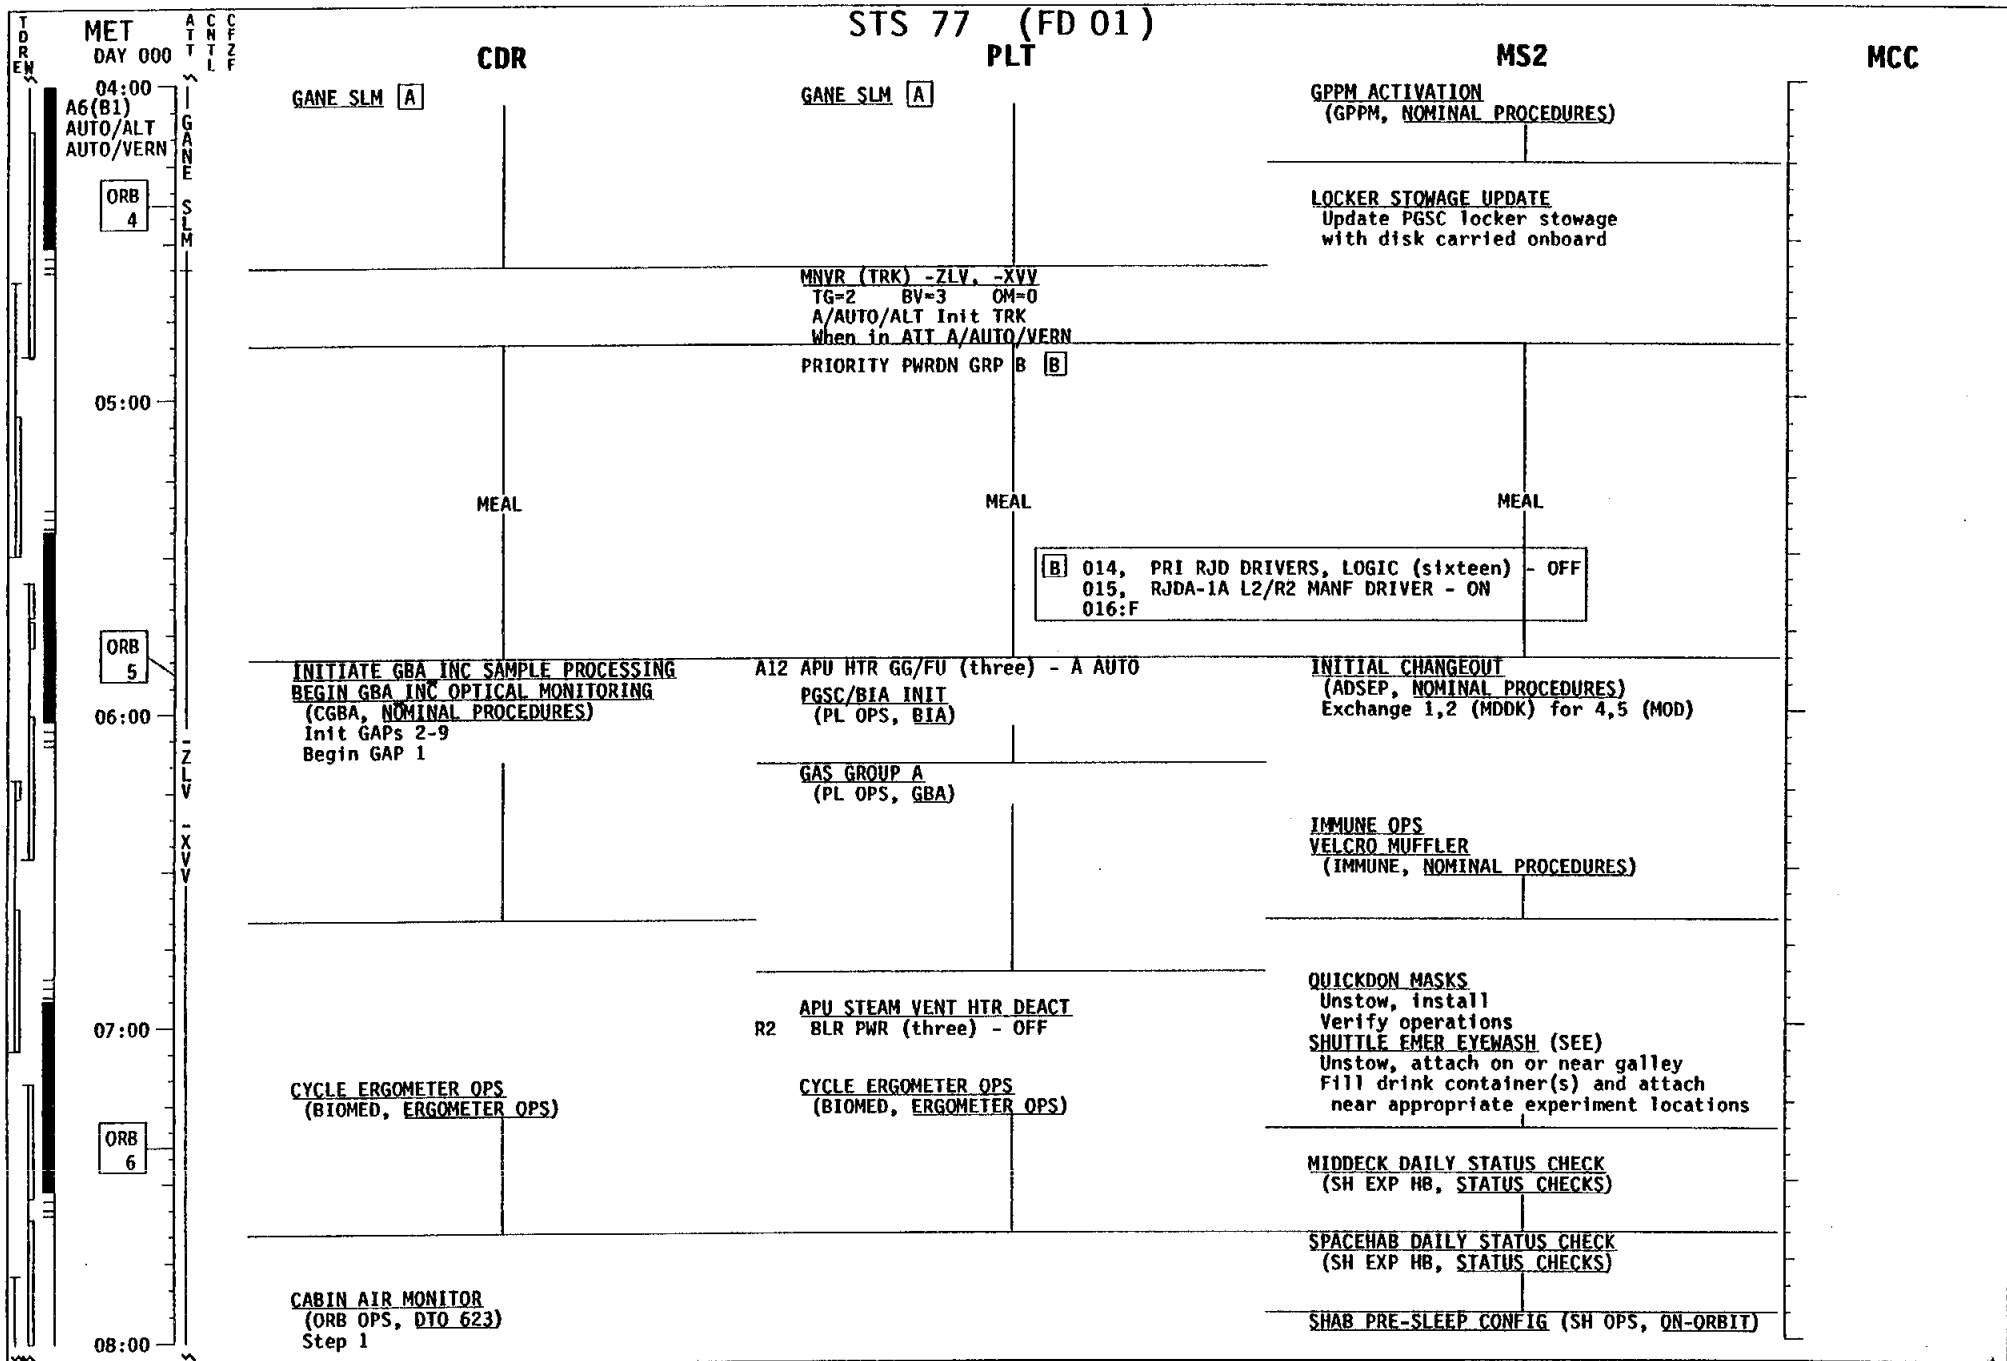 STS 77 (FD 01)
TDRE W
MET
DAY 000
ATT
CNTL
CFZF
CDR
PLT
MS2
MCC
04:00
A6(B1)
AUTO/ALT
AUTO/VERN
GANE SLM
ORB
4
05:00
ORB
5
06:00
-ZLV -XVV
07:00
ORB
6
08:00
GANE SLM A
MEAL
INITIATE GBA INC SAMPLE PROCESSING
BEGIN GBA INC OPTICAL MONITORING
(CGBA, NOMINAL PROCEDURES)
Init GAPs 2-9
Begin GAP 1
CYCLE ERGOMETER OPS
(BIOMED, ERGOMETER OPS)
CABIN AIR MONITOR
(ORB OPS, DTO 623)
Step 1
GANE SLM A
MNVR (TRK) -ZLV, -XVV
TG=2 BV=3 OM=0
A/AUTO/ALT Init TRK
When in ATT A/AUTO/VERN
PRIORITY PWRDN GRP B B
MEAL
B 014, PRI RJD DRIVERS, LOGIC (sixteen) - OFF
015, RJDA-1A L2/R2 MANF DRIVER - ON
016:F
A12 APU HTR GG/FU (three) - A AUTO
PGSC/BIA INIT
(PL OPS, BIA)
GAS GROUP A
(PL OPS, GBA)
APU STEAM VENT HTR DEACT
R2 BLR PWR (three) - OFF
CYCLE ERGOMETER OPS
(BIOMED, ERGOMETER OPS)
GPPM ACTIVATION
(GPPM, NOMINAL PROCEDURES)
LOCKER STOWAGE UPDATE
Update PGSC locker stowage
with disk carried onboard
MEAL
INITIAL CHANGEOUT
(ADSEP, NOMINAL PROCEDURES)
Exchange 1,2 (MDDK) for 4,5 (MOD)
IMMUNE OPS
VELCRO MUFFLER
(IMMUNE, NOMINAL PROCEDURES)
QUICKDON MASKS
Unstow, install
Verify operations
SHUTTLE EMER EYEWASH (SEE)
Unstow, attach on or near galley
Fill drink container(s) and attach
near appropriate experiment locations
MIDDECK DAILY STATUS CHECK
(SH EXP HB, STATUS CHECKS)
SPACEHAB DAILY STATUS CHECK
(SH EXP HB, STATUS CHECKS)
SHAB PRE-SLEEP CONFIG (SH OPS, ON-ORBIT)